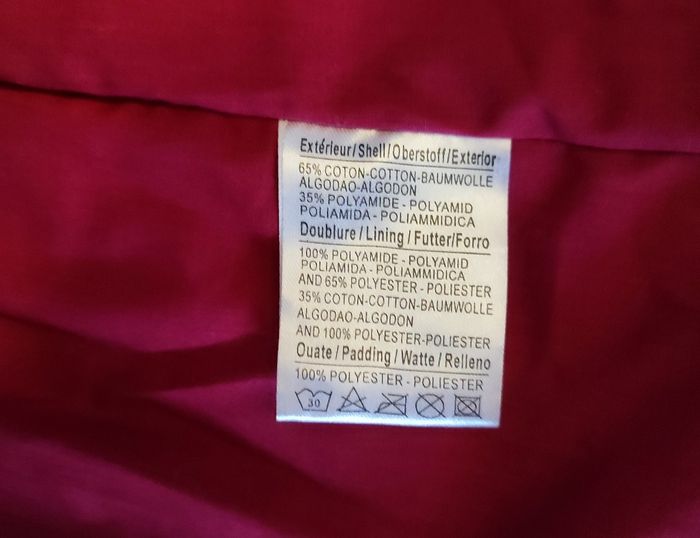 Extérieur/Shell/Oberstoff/Exterior
65% COTON-COTTON-BAUMWOLLE
ALGODAO-ALGODON
35% POLYAMIDE - POLYAMID
POLIAMIDA - POLIAMMIDICA
Doublure / Lining / Futter/Forro
100% POLYAMIDE - POLYAMID
POLIAMIDA - POLIAMMIDICA
AND 65% POLYESTER - POLIESTER
35% COTON-COTTON-BAUMWOLLE
ALGODAO-ALGODON
AND 100% POLYESTER-POLIESTER
Ouate / Padding / Watte / Relleno
100% POLYESTER - POLIESTER
30